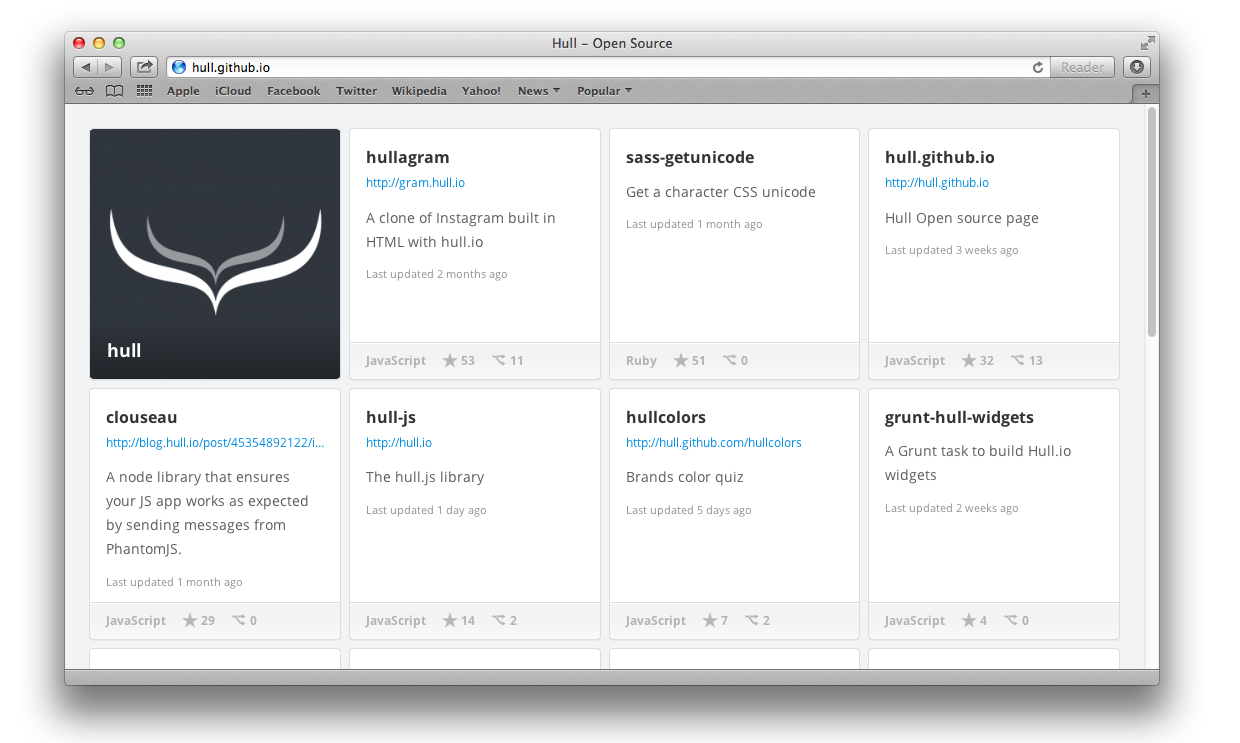 Hull – Open Source
hull.github.io
Reader
Apple iCloud Facebook Twitter Wikipedia Yahoo! News Popular
hull
hullagram
http://gram.hull.io
A clone of Instagram built in
HTML with hull.io
Last updated 2 months ago
JavaScript 53 11
sass-getunicode
Get a character CSS unicode
Last updated 1 month ago
Ruby 51 0
hull.github.io
http://hull.github.io
Hull Open source page
Last updated 3 weeks ago
JavaScript 32 13
clouseau
http://blog.hull.io/post/45354892122/i...
A node library that ensures
your JS app works as expected
by sending messages from
PhantomJS.
Last updated 1 month ago
JavaScript 29 0
hull-js
http://hull.io
The hull.js library
Last updated 1 day ago
JavaScript 14 2
hullcolors
http://hull.github.com/hullcolors
Brands color quiz
Last updated 5 days ago
JavaScript 7 2
grunt-hull-widgets
A Grunt task to build Hull.io
widgets
Last updated 2 weeks ago
JavaScript 4 0